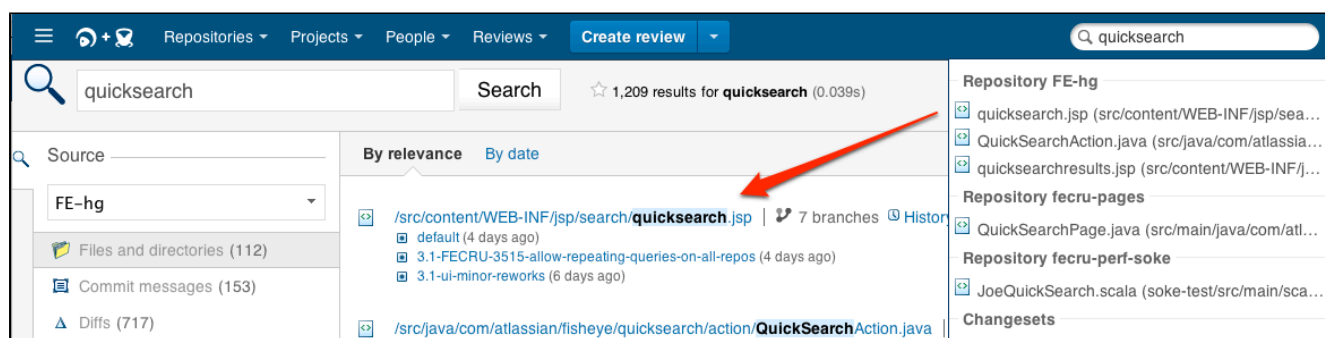 Repositories Projects People Reviews Create review quicksearch
quicksearch Search 1,209 results for quicksearch (0.039s)
Source
FE-hg
Files and directories (112)
Commit messages (153)
Diffs (717)
By relevance By date
/src/content/WEB-INF/jsp/search/quicksearch.jsp | 7 branches Histor
default (4 days ago)
3.1-FECRU-3515-allow-repeating-queries-on-all-repos (4 days ago)
3.1-ui-minor-reworks (6 days ago)
/src/java/com/atlassian/fisheye/quicksearch/action/QuickSearchAction.java |
Repository FE-hg
quicksearch.jsp (src/content/WEB-INF/jsp/sea...
QuickSearchAction.java (src/java/com/atlassia...
quicksearchresults.jsp (src/content/WEB-INF/j...
Repository fecru-pages
QuickSearchPage.java (src/main/java/com/atl...
Repository fecru-perf-soke
JoeQuickSearch.scala (soke-test/src/main/sca...
Changesets